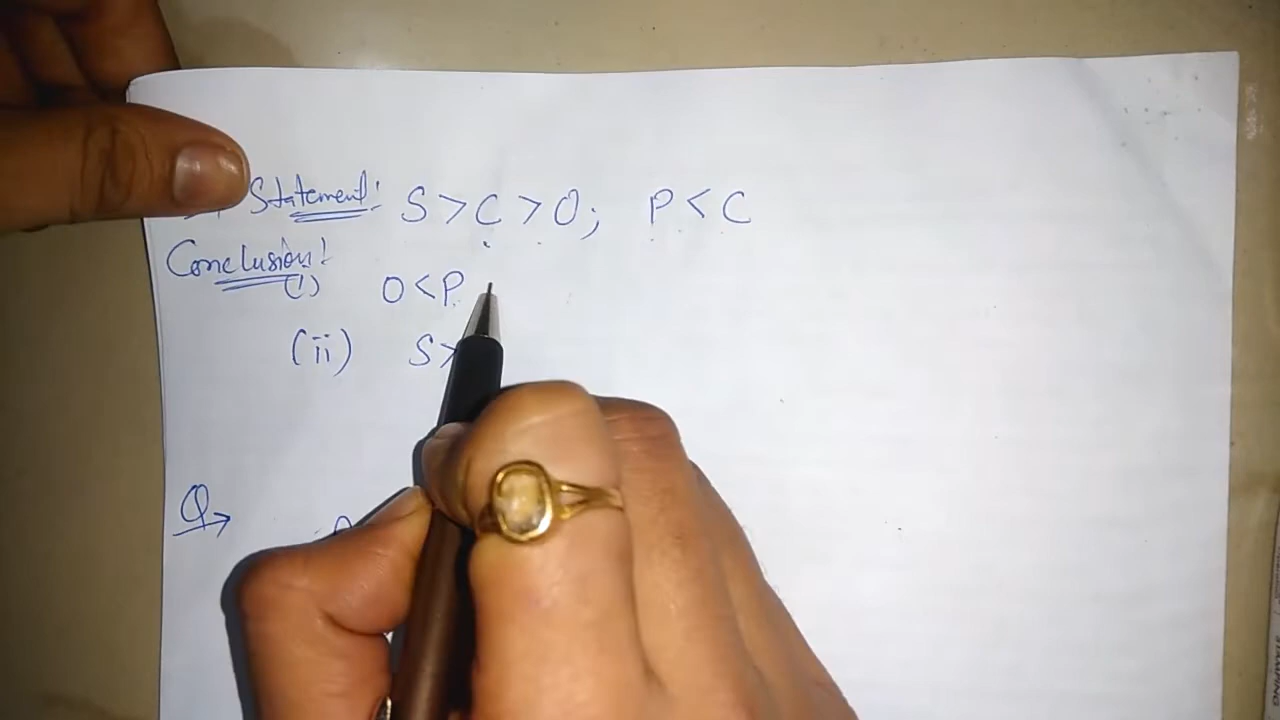 Statement: S > C > O; P < C
Conclusion!
(i) O < P
(ii) S >
Q →